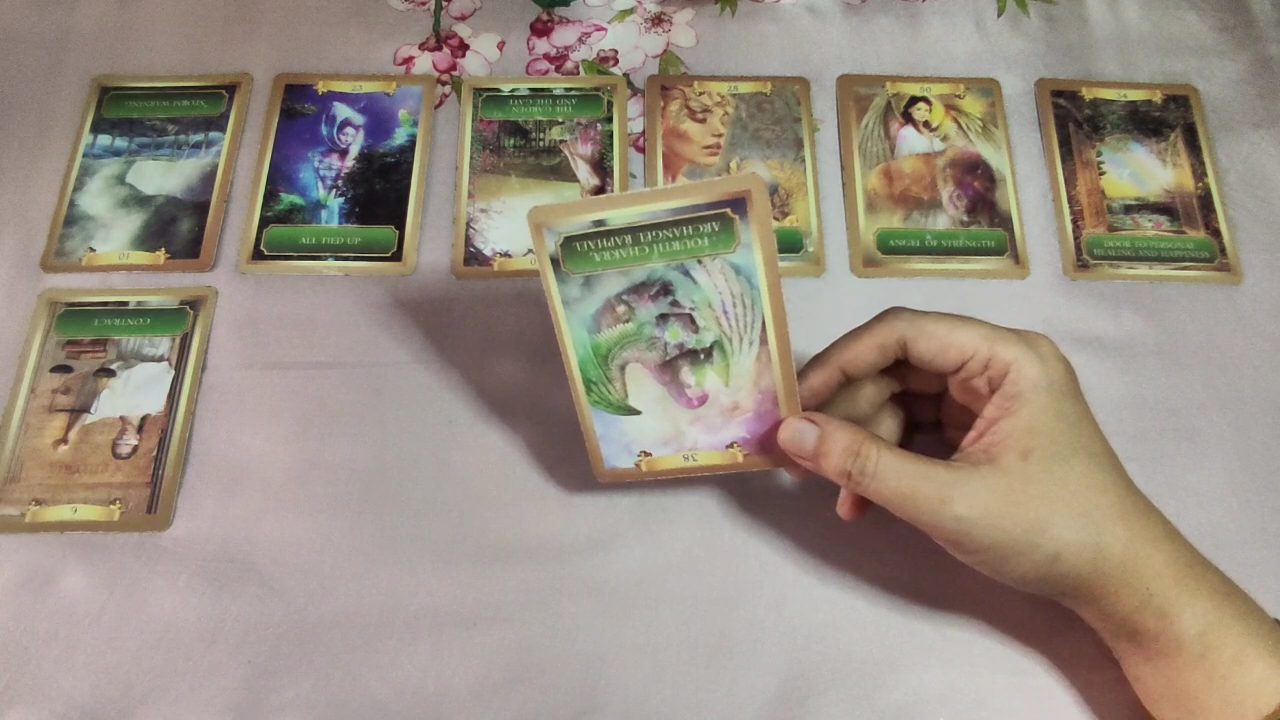 STORM WARNING
10
23
ALL TIED UP
THE GARDEN
AND THE GATE
28
50
ANGEL OF STRENGTH
34
DOOR TO PERSONAL
HEALING AND HAPPINESS
FOURTH CHAKRA
ARCHANGEL RAPHAEL
38
CONTRACT